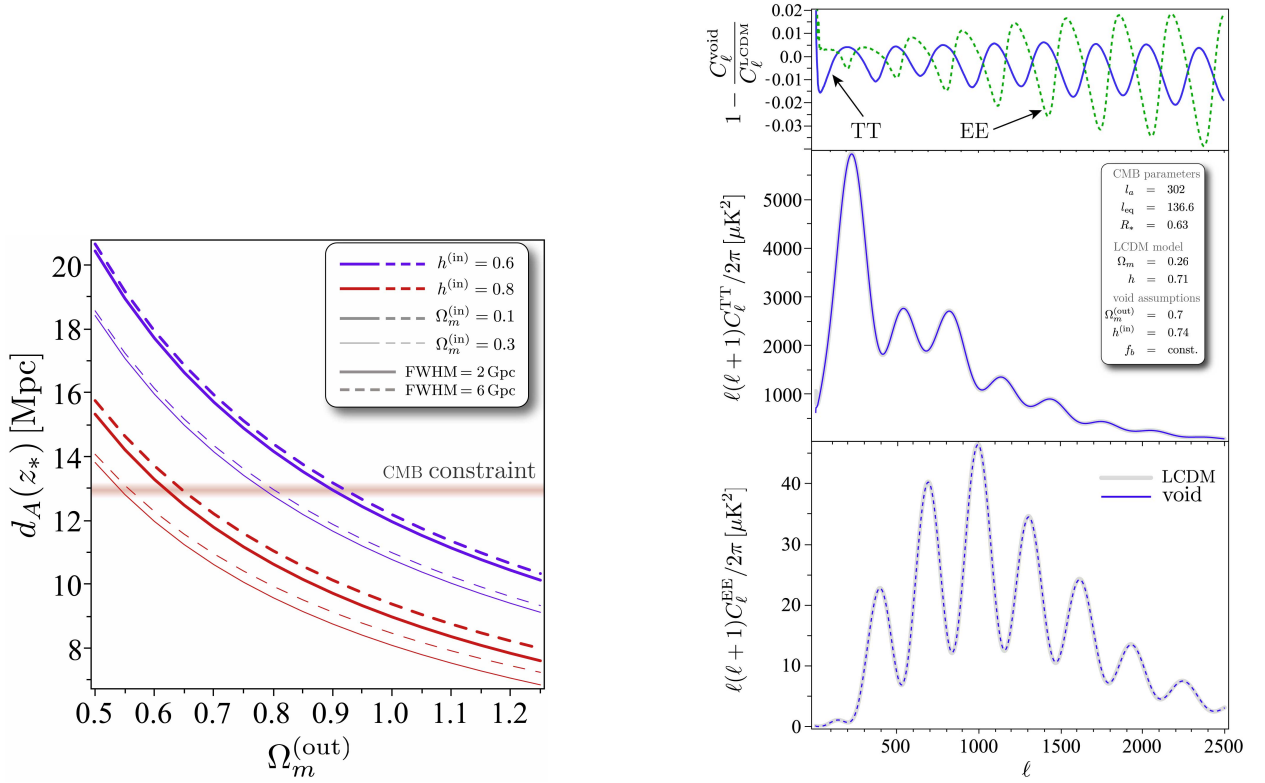 d_A(z_*) [Mpc]
20
18
16
14
12
10
8
0.5 0.6 0.7 0.8 0.9 1.0 1.1 1.2
Ω_m^(out)
h^(in) = 0.6
h^(in) = 0.8
Ω_m^(in) = 0.1
Ω_m^(in) = 0.3
FWHM = 2 Gpc
FWHM = 6 Gpc
CMB constraint
1 − C_ℓ^void / C_ℓ^LCDM
0.02
0.01
0.0
-0.01
-0.02
-0.03
TT
EE
ℓ(ℓ + 1)C_ℓ^TT/2π [μK²]
5000
4000
3000
2000
1000
CMB parameters
l_a = 302
l_eq = 136.6
R_* = 0.63
LCDM model
Ω_m = 0.26
h = 0.71
void assumptions
Ω_m^(out) = 0.7
h^(in) = 0.74
f_b = const.
ℓ(ℓ + 1)C_ℓ^EE/2π [μK²]
40
30
20
10
0
LCDM
void
500 1000 1500 2000 2500
ℓ